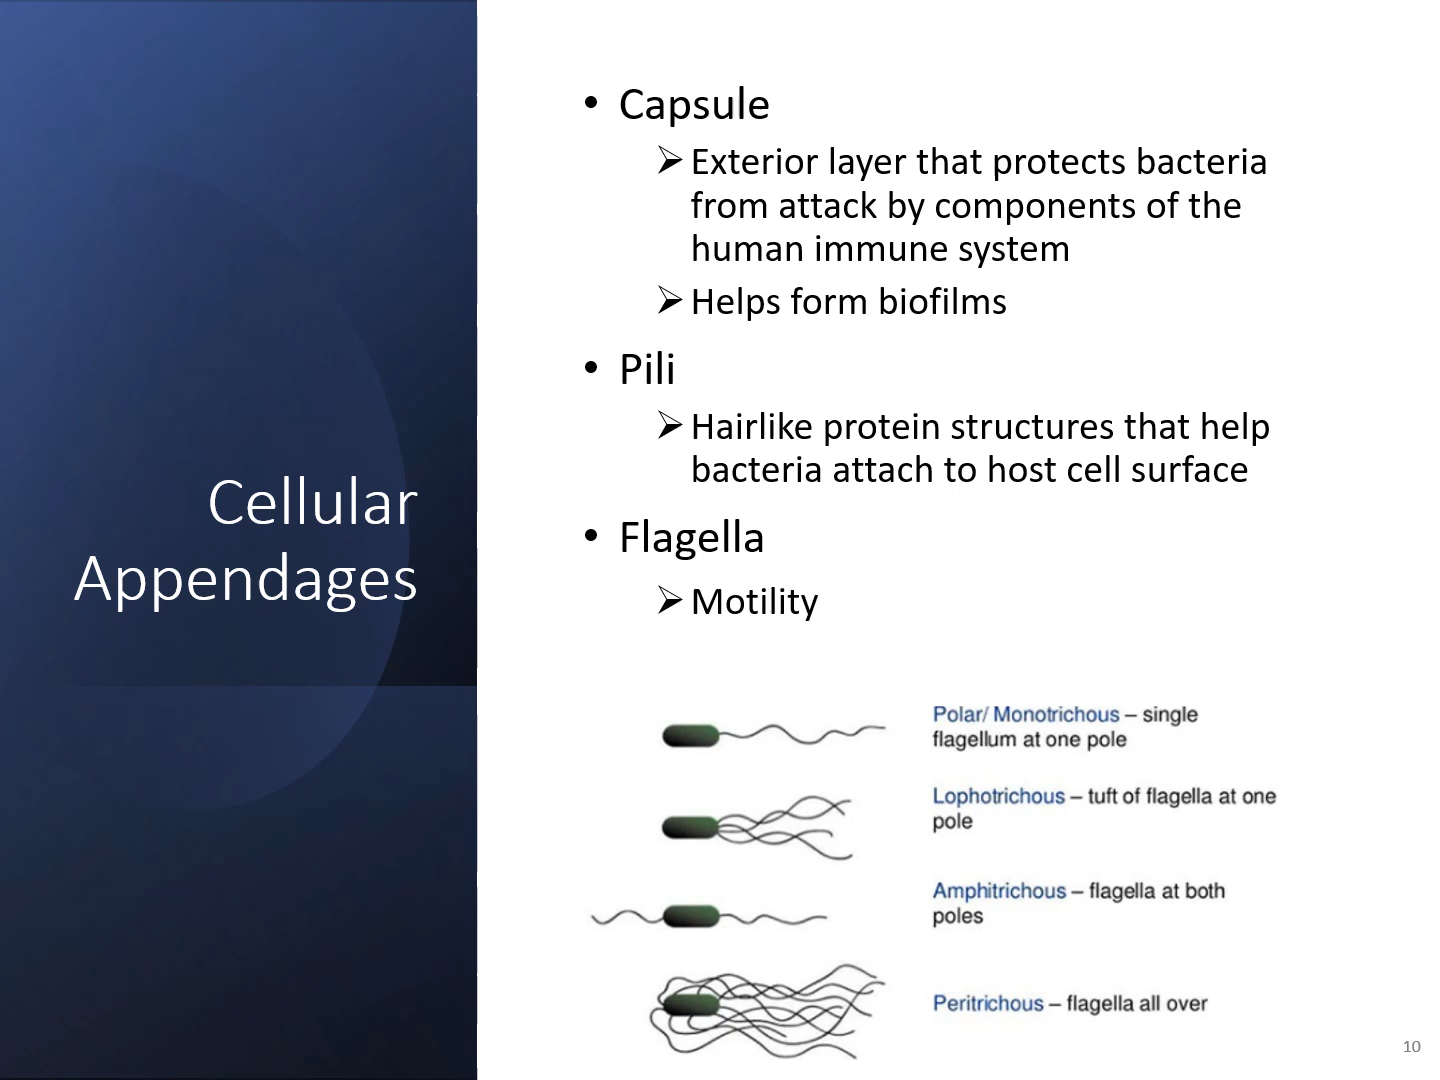 Cellular
Appendages
• Capsule
➢ Exterior layer that protects bacteria
from attack by components of the
human immune system
➢ Helps form biofilms
• Pili
➢ Hairlike protein structures that help
bacteria attach to host cell surface
• Flagella
➢ Motility
Polar/ Monotrichous – single
flagellum at one pole
Lophotrichous – tuft of flagella at one
pole
Amphitrichous – flagella at both
poles
Peritrichous – flagella all over
10